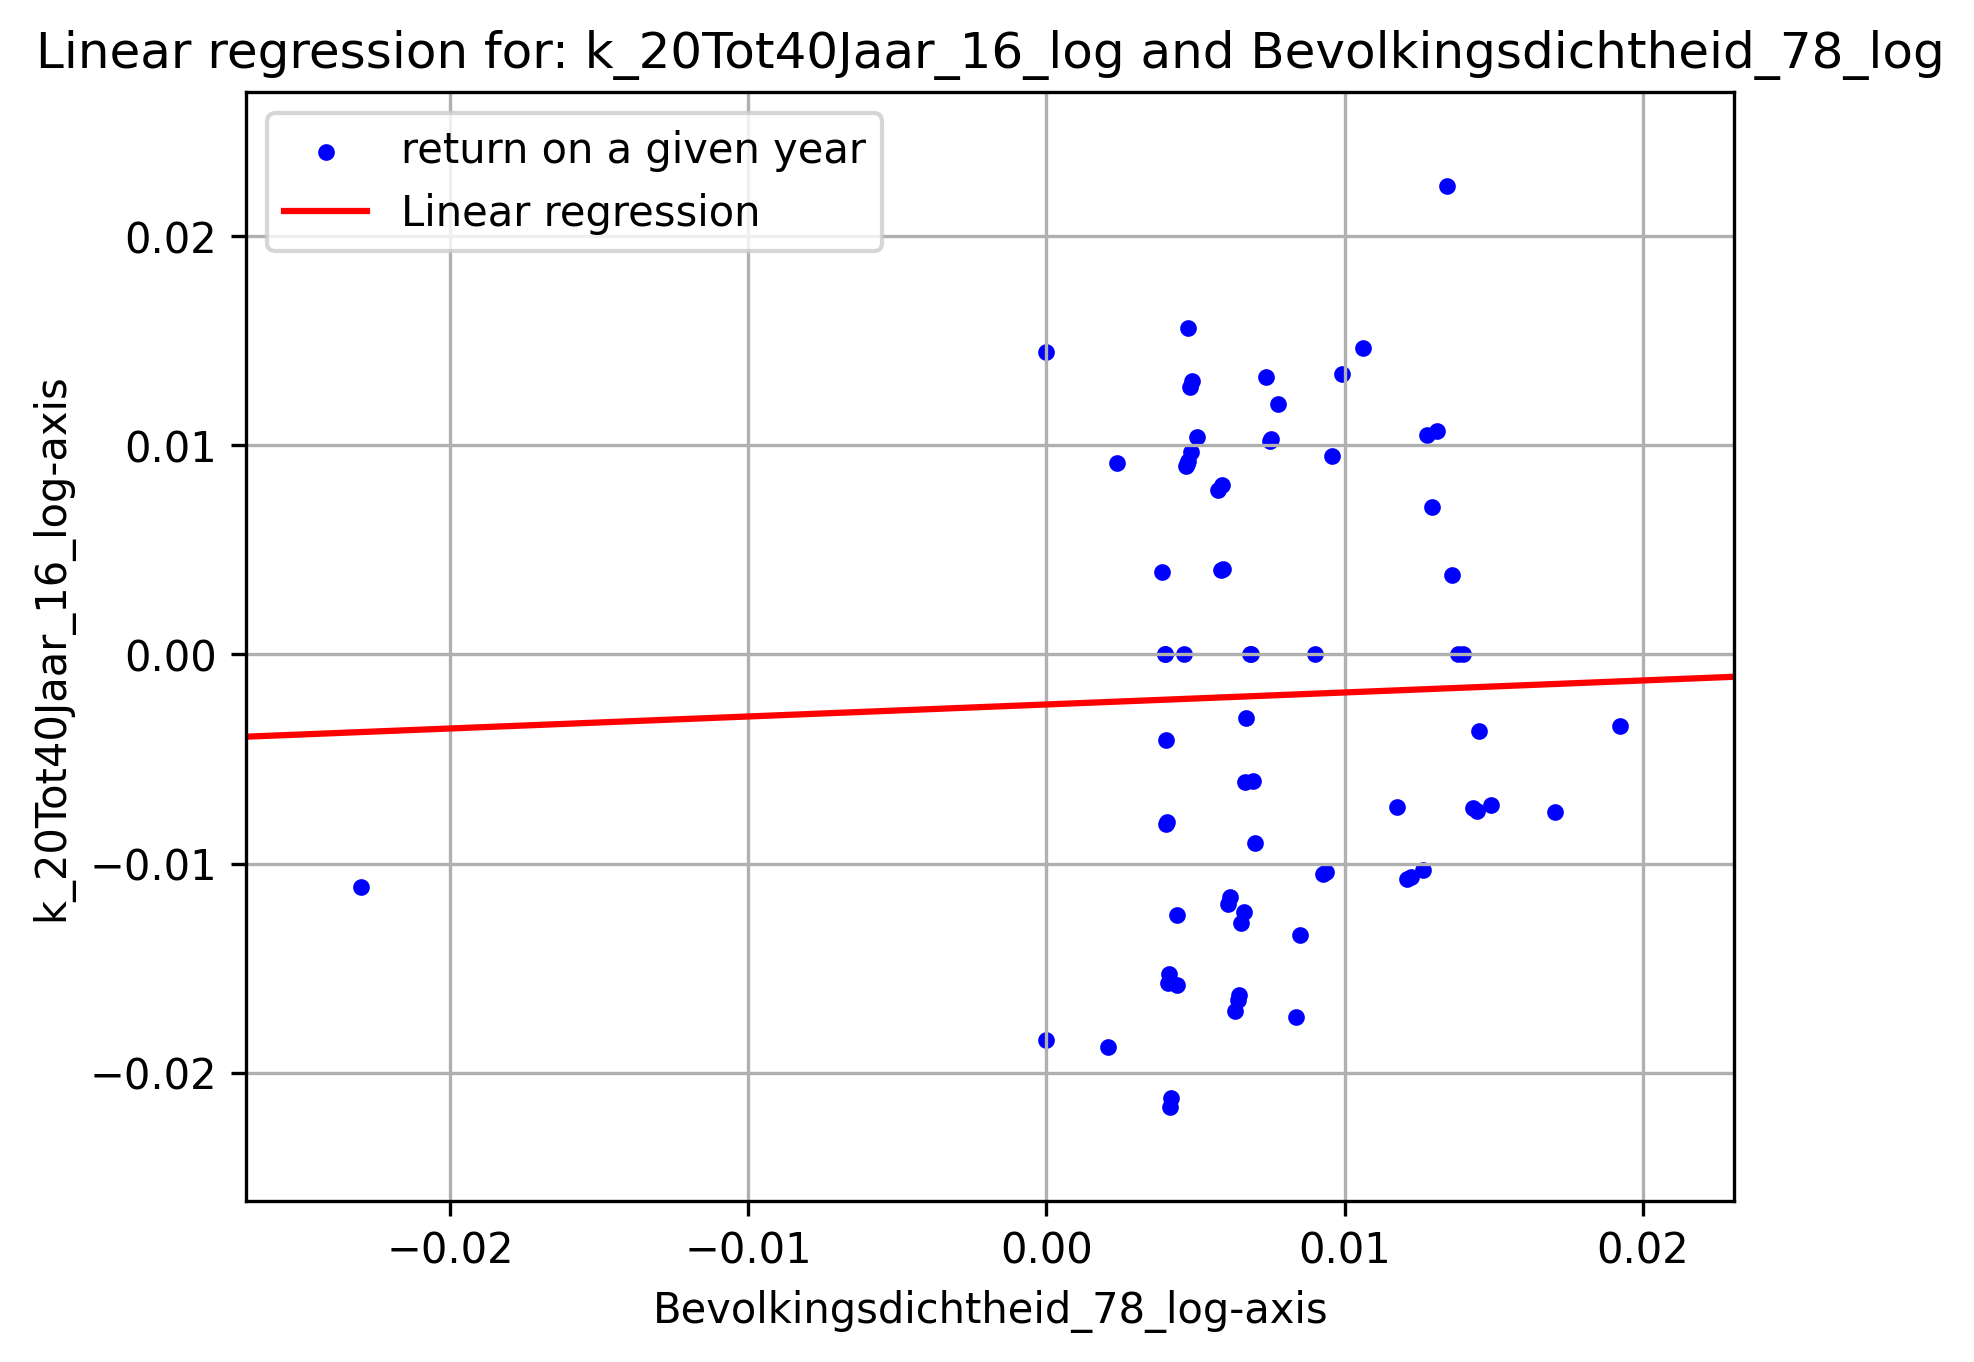 Linear regression for: k_20Tot40Jaar_16_log and Bevolkingsdichtheid_78_log
return on a given year
Linear regression
k_20Tot40Jaar_16_log-axis
0.02
0.01
0.00
−0.01
−0.02
−0.02
−0.01
0.00
0.01
0.02
Bevolkingsdichtheid_78_log-axis